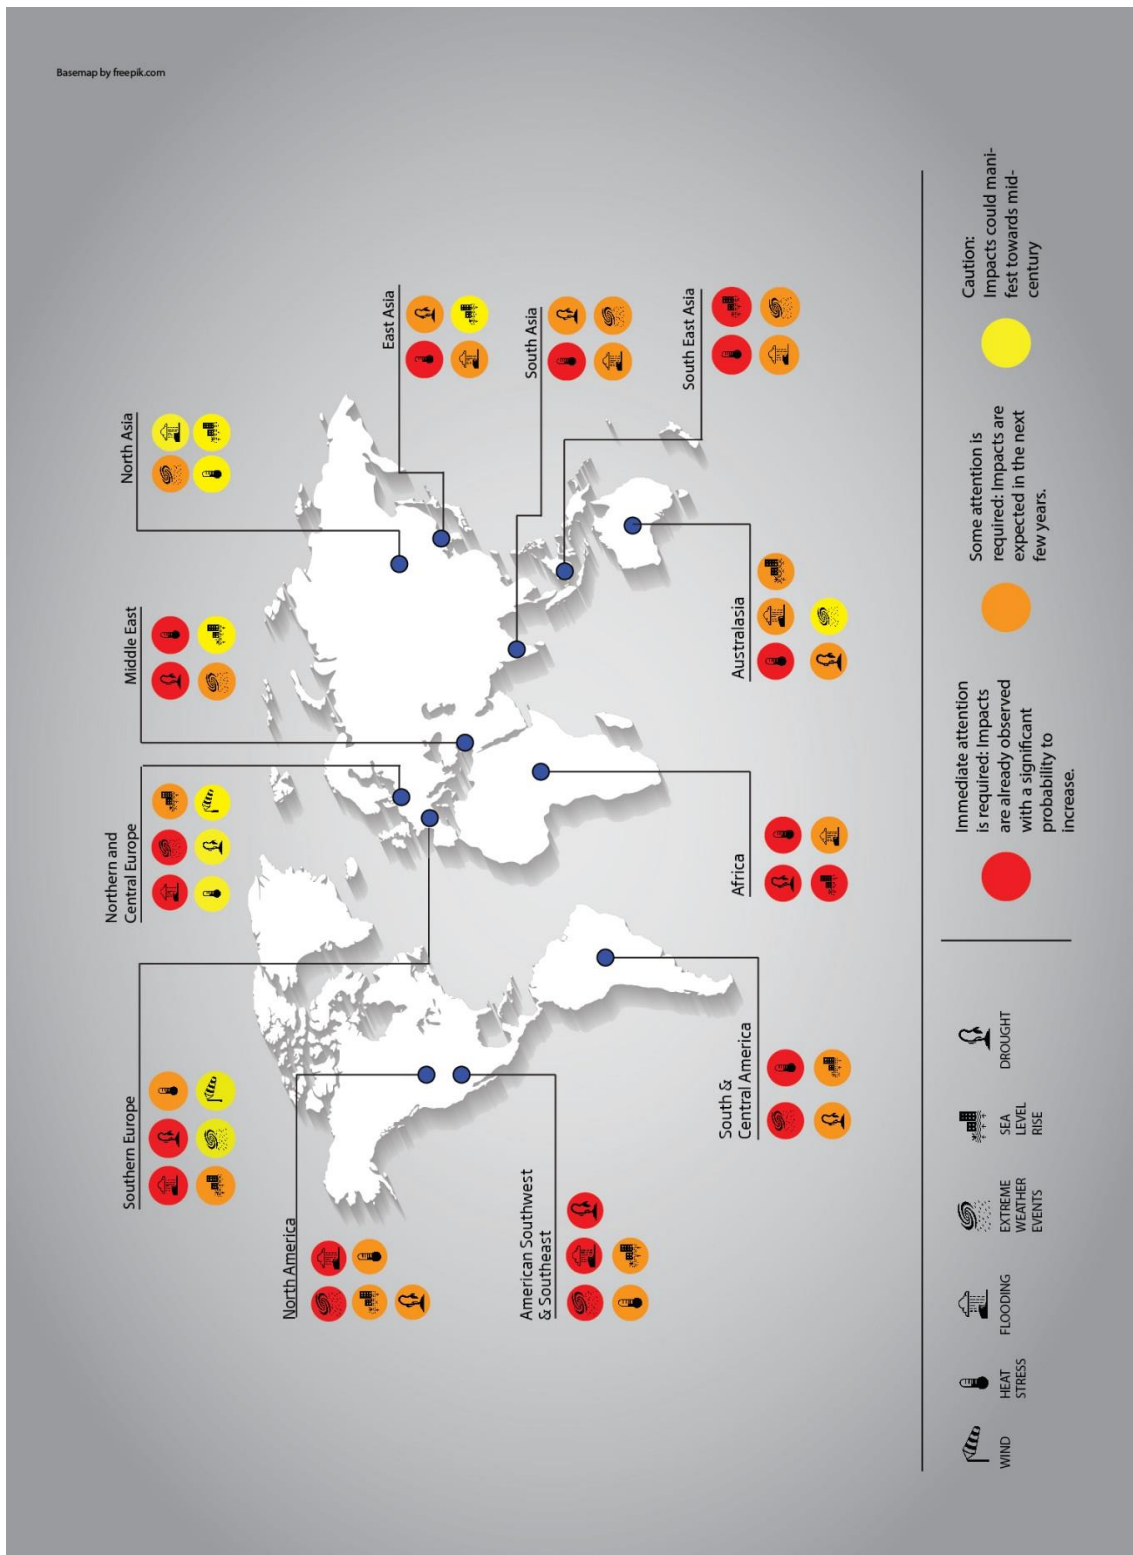 Basemap by freepik.com
Southern Europe
Northern and
Central Europe
Middle East
North Asia
North America
East Asia
American Southwest
& Southeast
South Asia
South &
Central America
Africa
Australasia
South East Asia
WIND
HEAT
STRESS
FLOODING
EXTREME
WEATHER
EVENTS
SEA
LEVEL
RISE
DROUGHT
Immediate attention
is required: Impacts
are already observed
with a significant
probability to
increase.
Some attention is
required: Impacts are
expected in the next
few years.
Caution:
Impacts could mani-
fest towards mid-
century